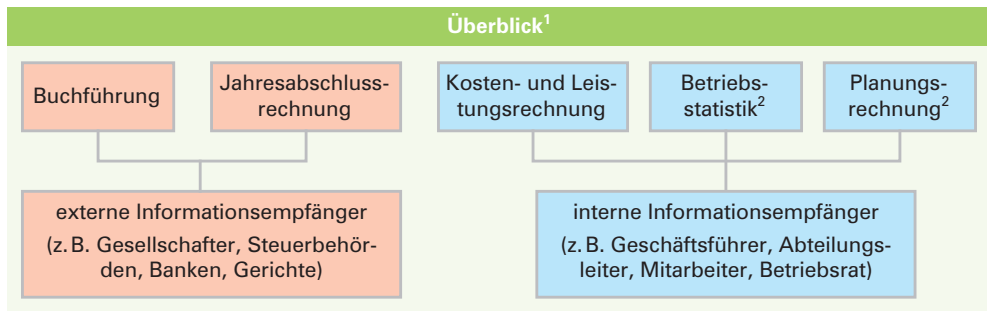 Überblick¹
Buchführung
Jahresabschluss-
rechnung
Kosten- und Leis-
tungsrechnung
Betriebs-
statistik²
Planungs-
rechnung²
externe Informationsempfänger
(z. B. Gesellschafter, Steuerbehör-
den, Banken, Gerichte)
interne Informationsempfänger
(z. B. Geschäftsführer, Abteilungs-
leiter, Mitarbeiter, Betriebsrat)